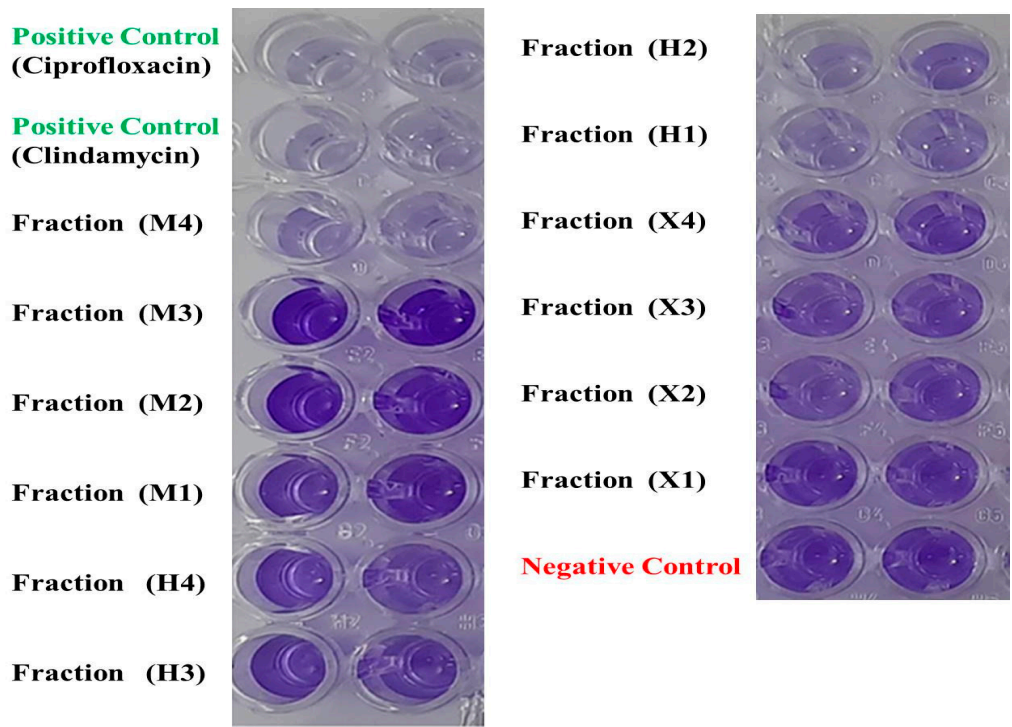 Positive Control
(Ciprofloxacin)
Positive Control
(Clindamycin)
Fraction (M4)
Fraction (M3)
Fraction (M2)
Fraction (M1)
Fraction (H4)
Fraction (H3)
Fraction (H2)
Fraction (H1)
Fraction (X4)
Fraction (X3)
Fraction (X2)
Fraction (X1)
Negative Control